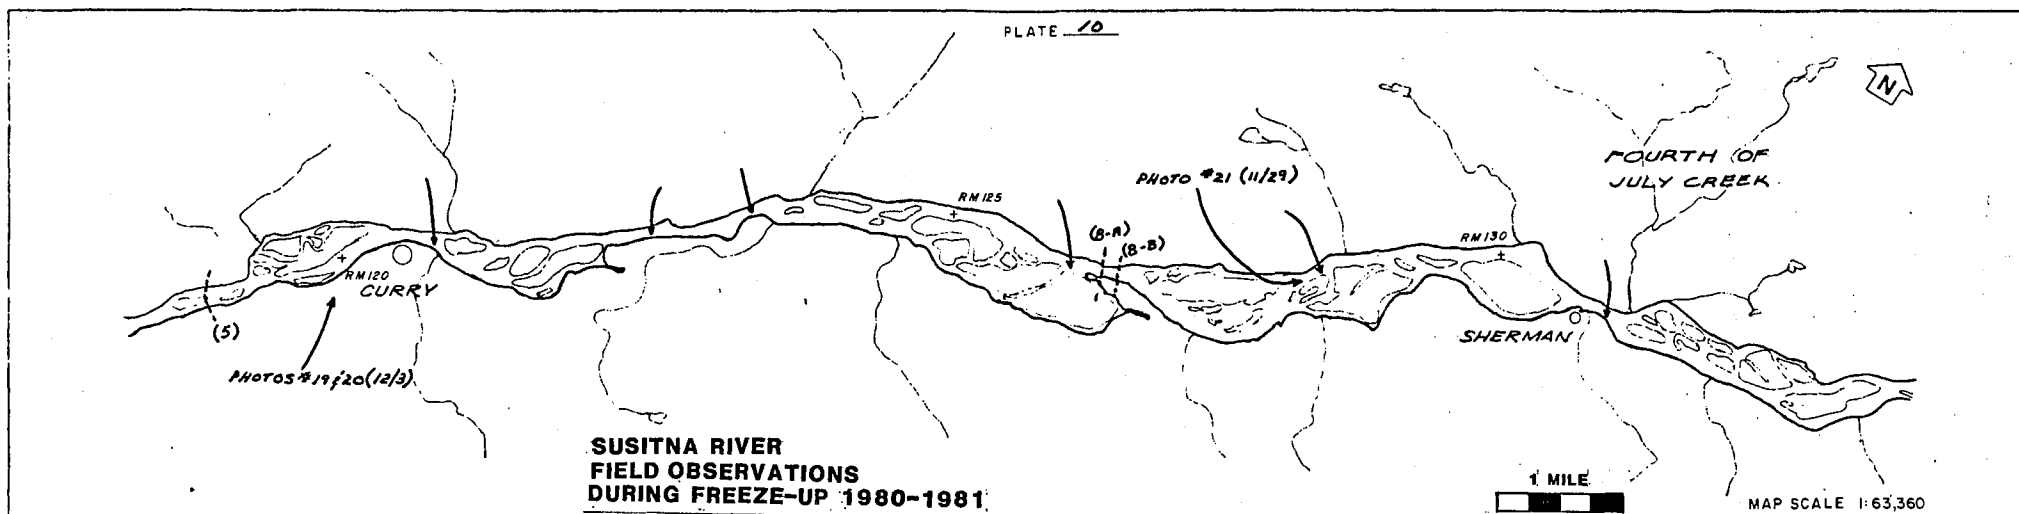 PLATE 10
N
FOURTH OF
JULY CREEK
PHOTO #21 (11/29)
RM 125
(8-A)
(8-B)
RM 130
RM 120
CURRY
(5)
SHERMAN
PHOTOS #19 & 20 (12/3)
SUSITNA RIVER
FIELD OBSERVATIONS
DURING FREEZE-UP 1980-1981
1 MILE
MAP SCALE 1:63,360